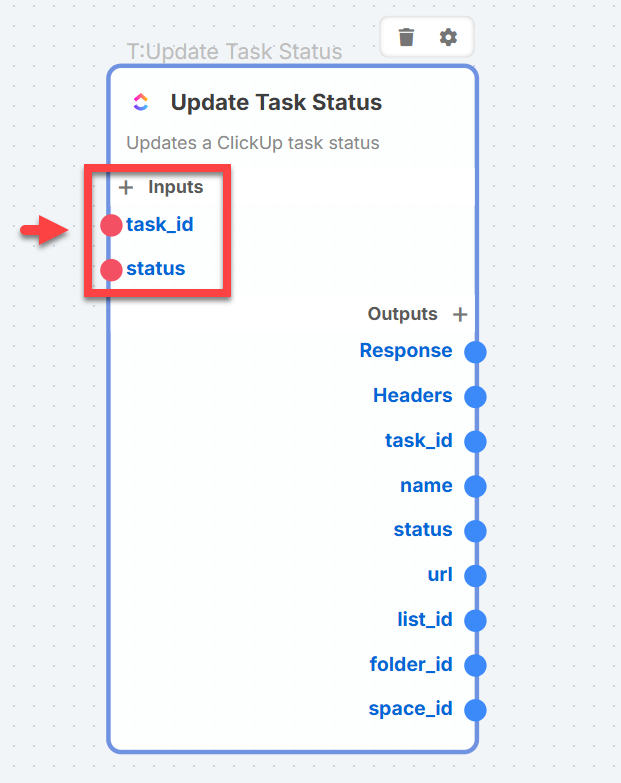 T:Update Task Status
Update Task Status
Updates a ClickUp task status
+ Inputs
task_id
status
Outputs +
Response
Headers
task_id
name
status
url
list_id
folder_id
space_id